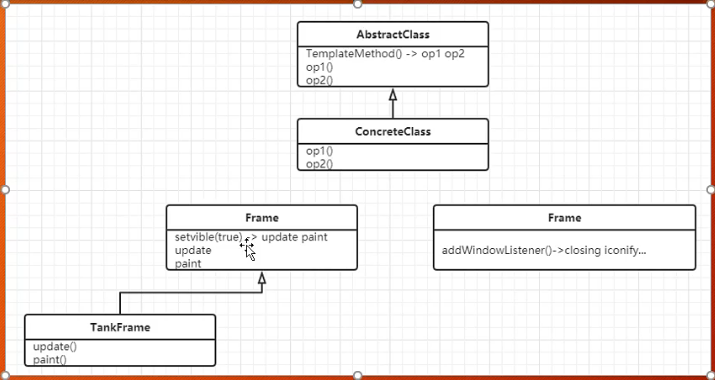 AbstractClass
TemplateMethod() -> op1 op2
op1()
op2()
ConcreteClass
op1()
op2()
Frame
setvible(true) -> update paint
update
paint
Frame
addWindowListener()->closing iconify...
TankFrame
update()
paint()